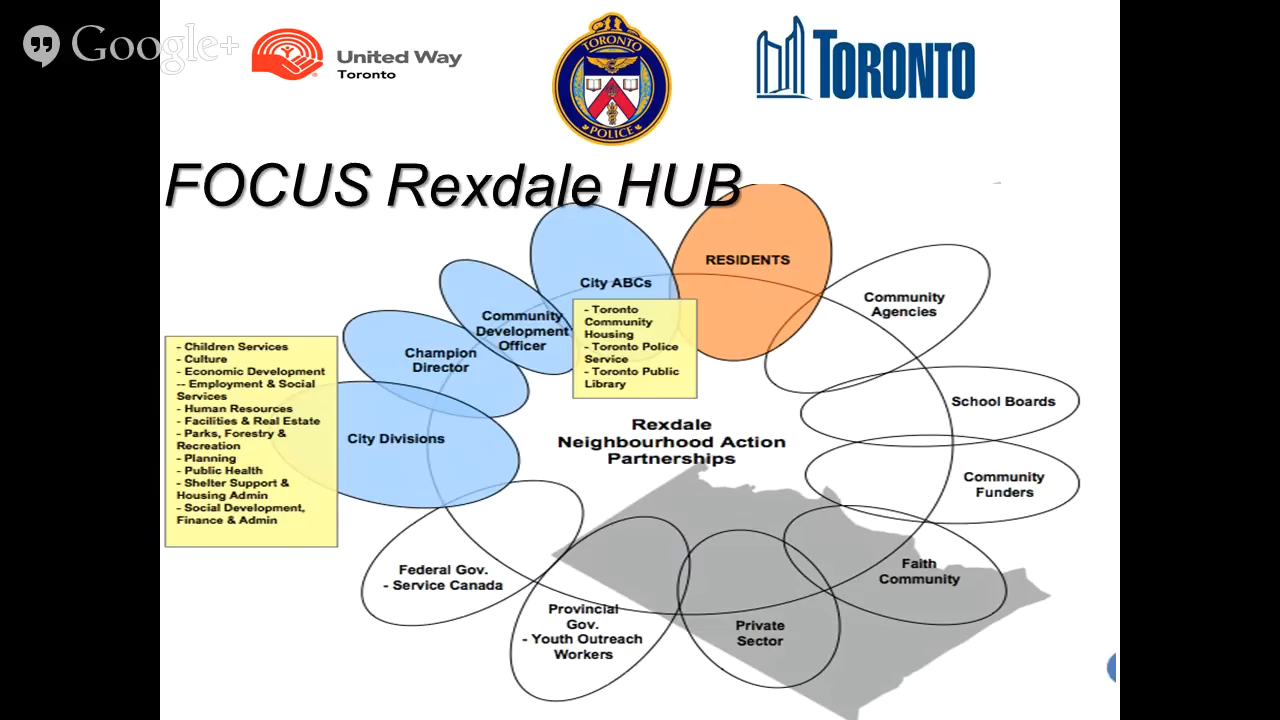 Google+
United Way
Toronto
TORONTO
POLICE
TORONTO
FOCUS Rexdale HUB
RESIDENTS
City ABCs
- Toronto
Community
Housing
- Toronto Police
Service
- Toronto Public
Library
Community
Development
Officer
Champion
Director
City Divisions
- Children Services
- Culture
- Economic Development
-- Employment & Social
Services
- Human Resources
- Facilities & Real Estate
- Parks, Forestry &
Recreation
- Planning
- Public Health
- Shelter Support &
Housing Admin
- Social Development,
Finance & Admin
Community
Agencies
School Boards
Community
Funders
Faith
Community
Private
Sector
Provincial
Gov.
- Youth Outreach
Workers
Federal Gov.
- Service Canada
Rexdale
Neighbourhood Action
Partnerships